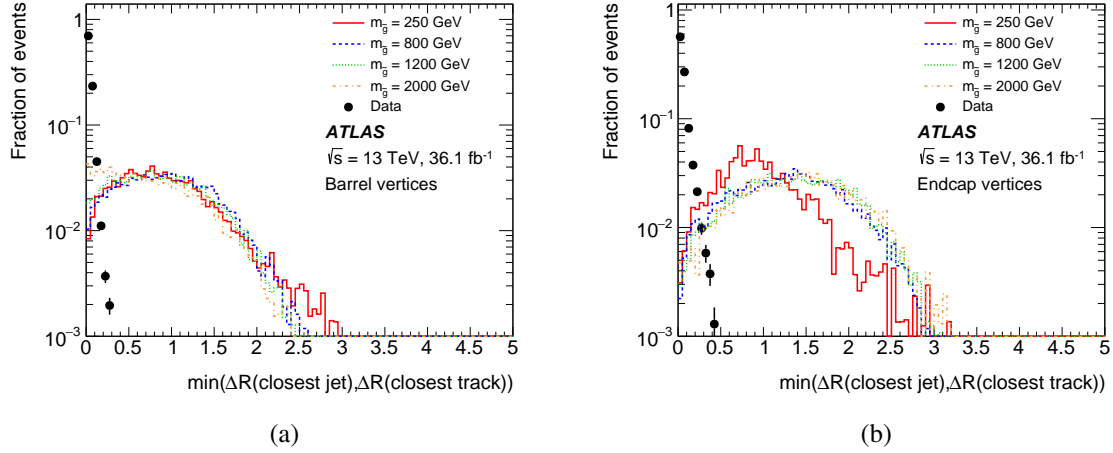 Fraction of events
1
10⁻¹
10⁻²
10⁻³
m_g̃ = 250 GeV
m_g̃ = 800 GeV
m_g̃ = 1200 GeV
m_g̃ = 2000 GeV
Data
ATLAS
√s = 13 TeV, 36.1 fb⁻¹
Barrel vertices
0 0.5 1 1.5 2 2.5 3 3.5 4 4.5 5
min(ΔR(closest jet),ΔR(closest track))
(a)
Fraction of events
1
10⁻¹
10⁻²
10⁻³
m_g̃ = 250 GeV
m_g̃ = 800 GeV
m_g̃ = 1200 GeV
m_g̃ = 2000 GeV
Data
ATLAS
√s = 13 TeV, 36.1 fb⁻¹
Endcap vertices
0 0.5 1 1.5 2 2.5 3 3.5 4 4.5 5
min(ΔR(closest jet),ΔR(closest track))
(b)